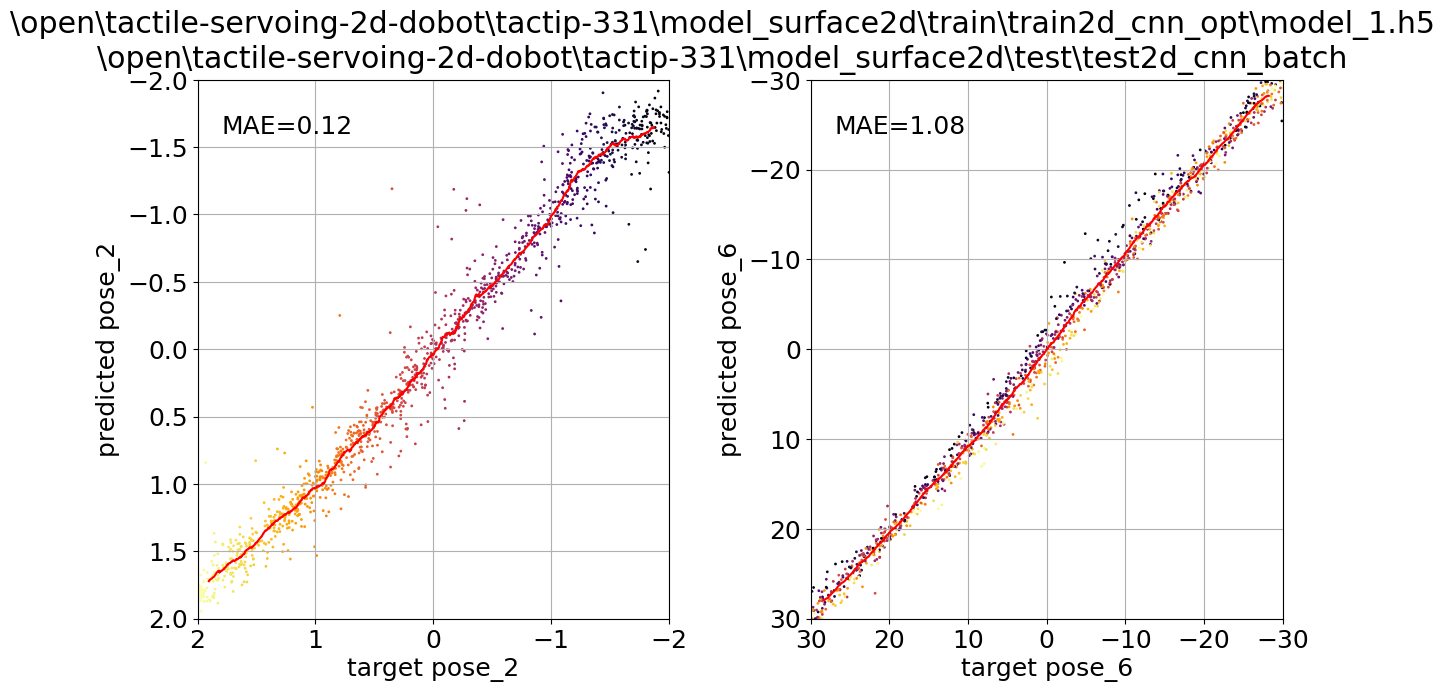 \open\tactile-servoing-2d-dobot\tactip-331\model_surface2d\train\train2d_cnn_opt\model_1.h5
\open\tactile-servoing-2d-dobot\tactip-331\model_surface2d\test\test2d_cnn_batch
MAE=0.12
predicted pose_2
−2.0
−1.5
−1.0
−0.5
0.0
0.5
1.0
1.5
2.0
2 1 0 −1 −2
target pose_2
MAE=1.08
predicted pose_6
−30
−20
−10
0
10
20
30
30 20 10 0 −10 −20 −30
target pose_6